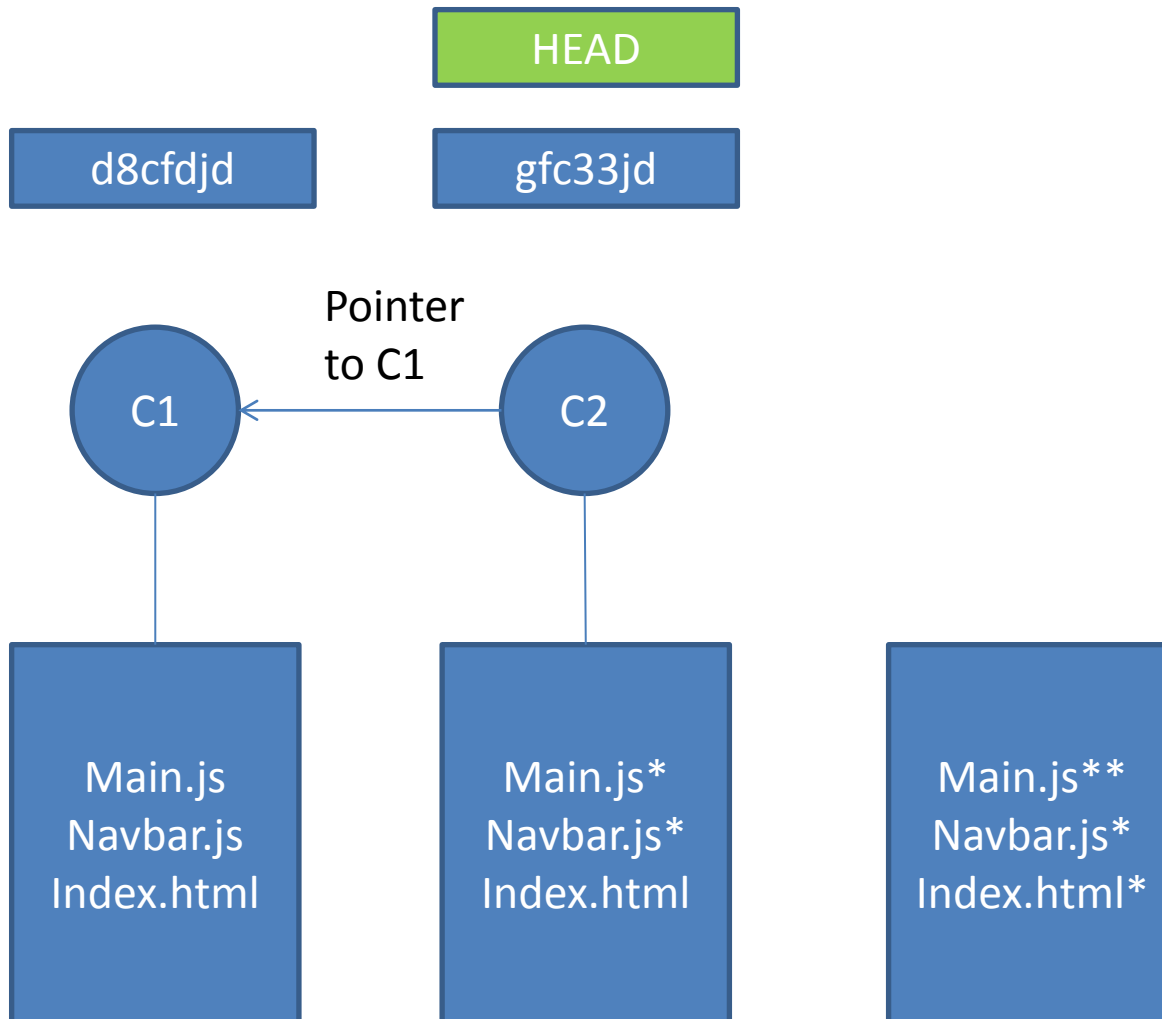 HEAD
d8cfdjd
gfc33jd
Pointer
to C1
C1
C2
Main.js
Navbar.js
Index.html
Main.js*
Navbar.js*
Index.html
Main.js**
Navbar.js*
Index.html*